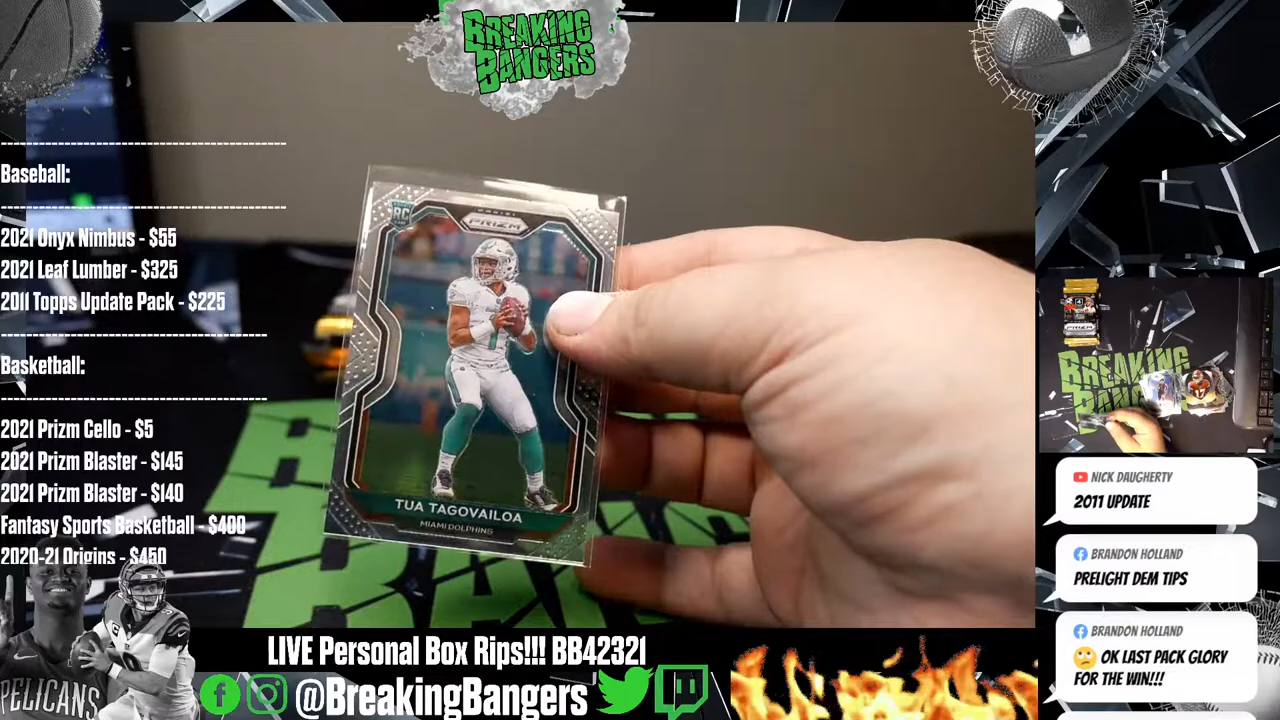 BREAKING
BANGERS
Baseball:
2021 Onyx Nimbus - $55
2021 Leaf Lumber - $325
2011 Topps Update Pack - $225
Basketball:
2021 Prizm Cello - $5
2021 Prizm Blaster - $145
2021 Prizm Blaster - $140
Fantasy Sports Basketball - $400
2020-21 Origins - $450
PELICANS
RC
PANINI
PRIZM
TUA TAGOVAILOA
MIAMI DOLPHINS
PRIZM
BREAKING
NICK DAUGHERTY
2011 UPDATE
BRANDON HOLLAND
PRELIGHT DEM TIPS
BRANDON HOLLAND
🙄 OK LAST PACK GLORY
FOR THE WIN!!!
LIVE Personal Box Rips!!! BB42321
@BreakingBangers